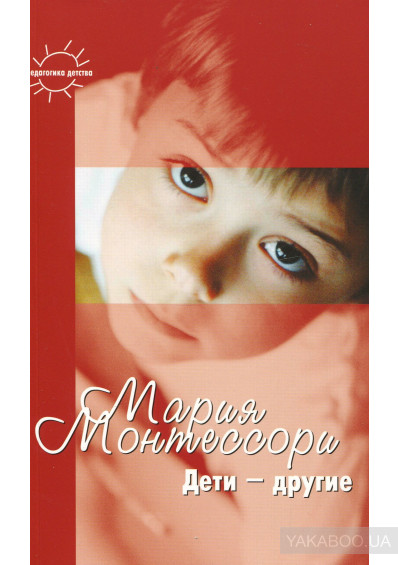 едагогика детства
Мария
Монтессори
Дети – другие
YAKABOO.UA